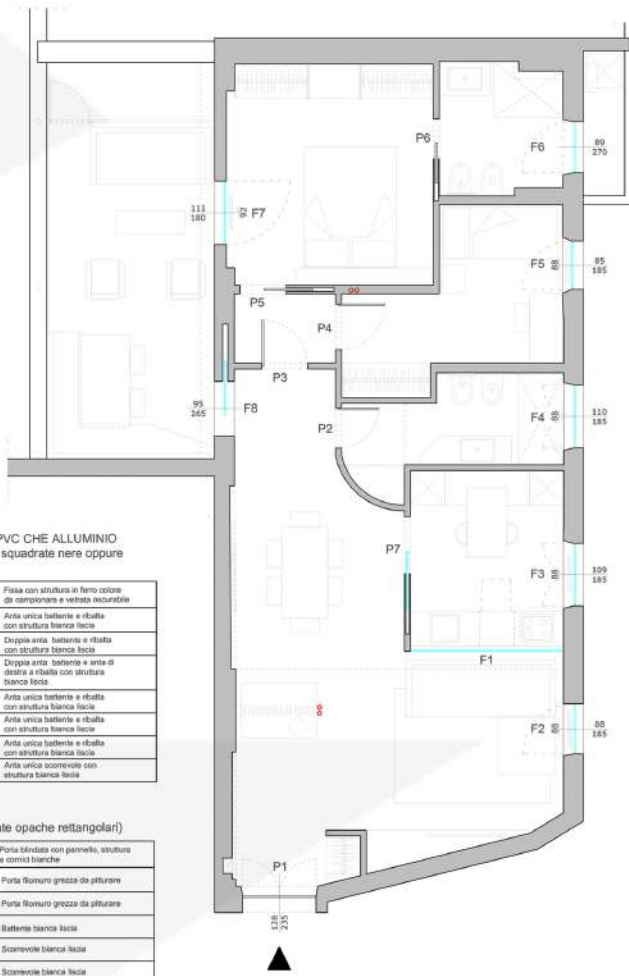 P6
F6
89
270
111
180
92
F7
F5
88
85
185
P5
P4
P3
95
265
F8
P2
F4
88
110
185
PVC CHE ALLUMINIO
squadrate nere oppure
P7
F3
88
109
185
Fissa con struttura in ferro colore
da campionare e vetrata oscurabile
Anta unica battente e ribalta
con struttura bianca liscia
Doppia anta battente e ribalta
con struttura bianca liscia
Doppia anta battente e anta di
destra a ribalta con struttura
bianca liscia
Anta unica battente e ribalta
con struttura bianca liscia
Anta unica battente e ribalta
con struttura bianca liscia
Anta unica battente e ribalta
con struttura bianca liscia
Anta unica scorrevole con
struttura bianca liscia
F1
F2
88
88
185
te opache rettangolari)
Porta blindata con pannello, struttura
e cornici bianche
Porta filomuro grezza da pitturare
Porta filomuro grezza da pitturare
Battente bianca liscia
Scorrevole bianca liscia
Scorrevole bianca liscia
P1
128
235